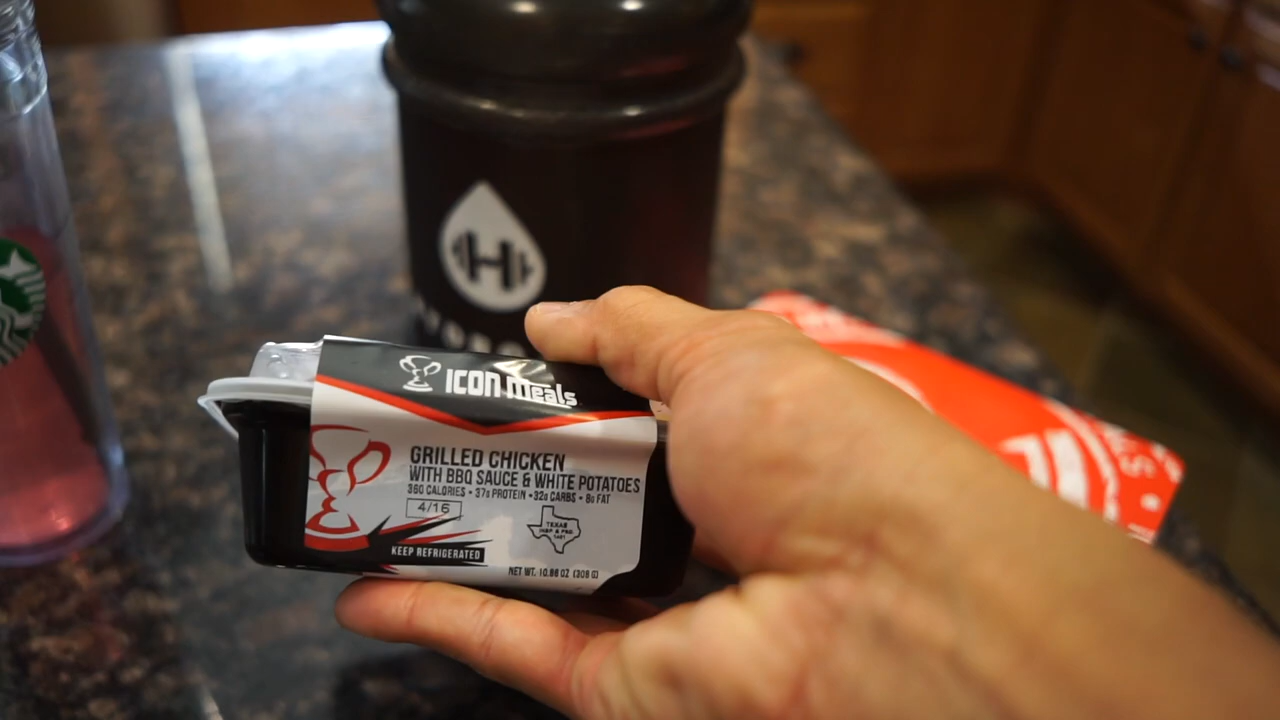 H
ICON meals
GRILLED CHICKEN
WITH BBQ SAUCE & WHITE POTATOES
360 CALORIES • 37g PROTEIN • 32g CARBS • 8g FAT
4/16
TEXAS
KEEP REFRIGERATED
NET WT. 10.86 OZ (308 G)